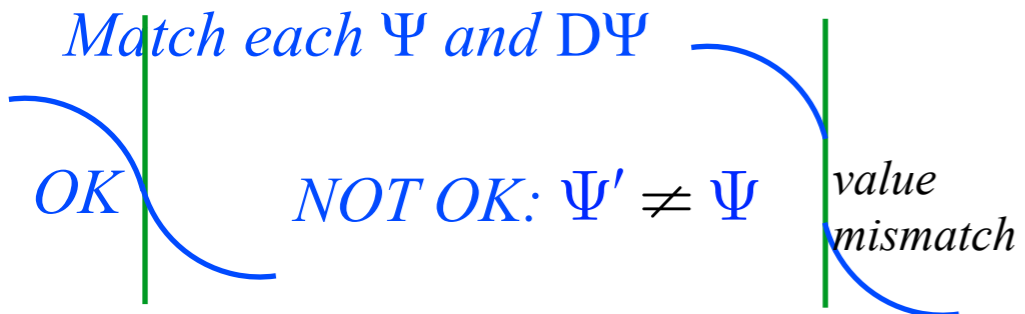 Match each Ψ and DΨ
OK
NOT OK: Ψ′ ≠ Ψ
value
mismatch